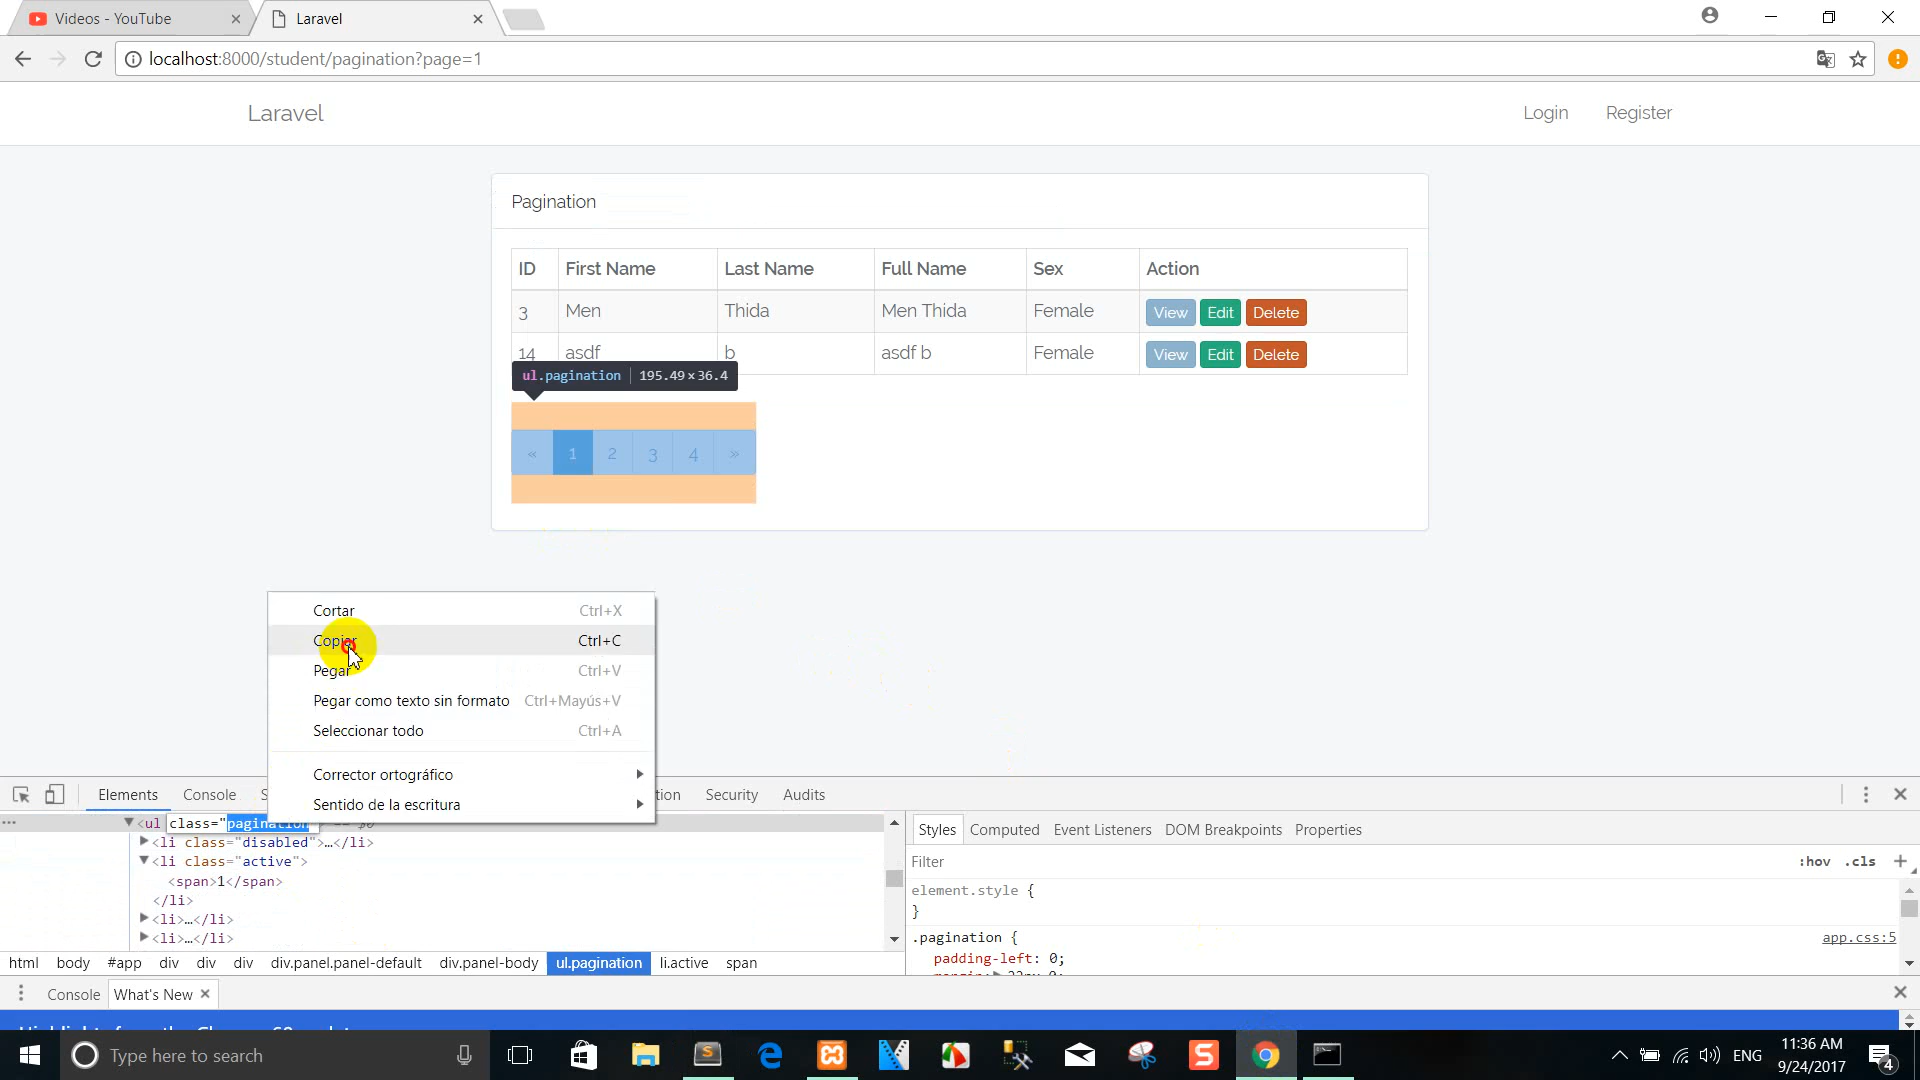 Videos - YouTube
Laravel
localhost:8000/student/pagination?page=1
Laravel
Login Register
Pagination
ID First Name Last Name Full Name Sex Action
3 Men Thida Men Thida Female View Edit Delete
14 asdf b asdf b Female View Edit Delete
ul.pagination 195.49×36.4
« 1 2 3 4 »
Cortar Ctrl+X
Copiar Ctrl+C
Pegar Ctrl+V
Pegar como texto sin formato Ctrl+Mayús+V
Seleccionar todo Ctrl+A
Corrector ortográfico
Sentido de la escritura
Elements Console Security Audits
<ul class="pagination == $0
<li class="disabled">…</li>
<li class="active">
<span>1</span>
</li>
<li>…</li>
<li>…</li>
html body #app div div div div.panel.panel-default div.panel-body ul.pagination li.active span
Styles Computed Event Listeners DOM Breakpoints Properties
Filter :hov .cls +
element.style {
}
.pagination { app.css:5
padding-left: 0;
Console What's New
Type here to search
ENG
11:36 AM
9/24/2017
4